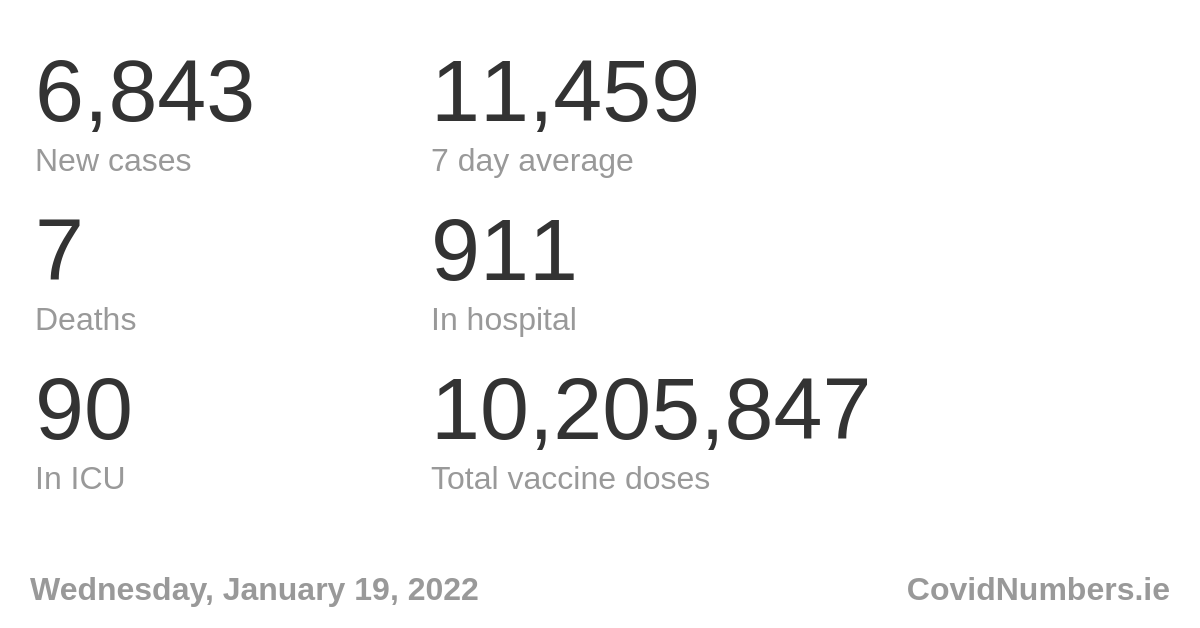 6,843
11,459
New cases
7 day average
7
911
Deaths
In hospital
90
10,205,847
In ICU
Total vaccine doses
Wednesday, January 19, 2022
CovidNumbers.ie